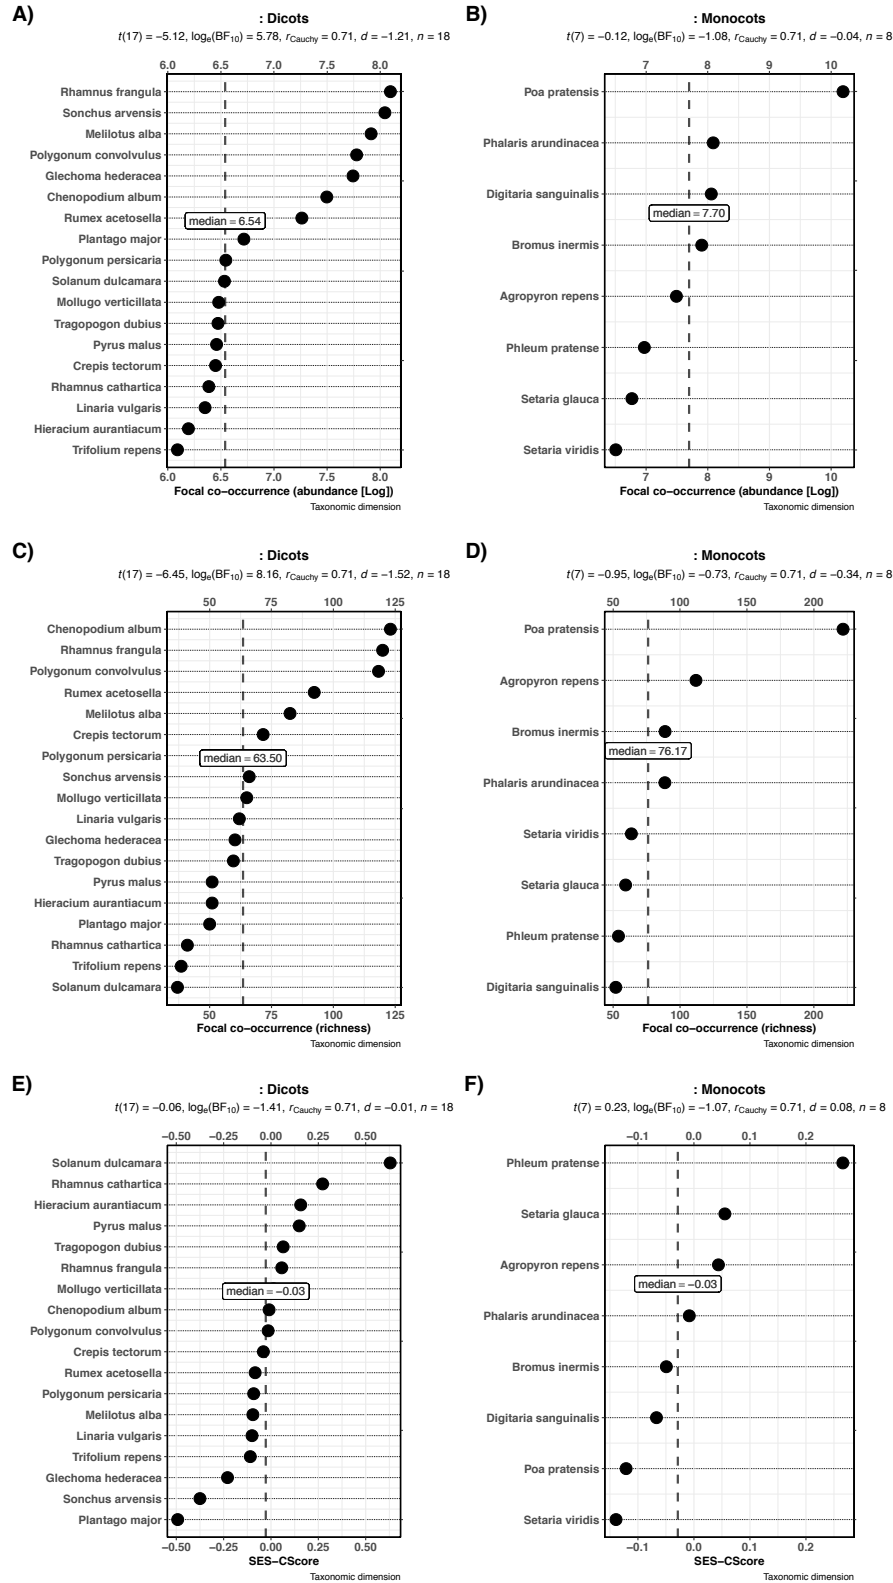 A)
: Dicots
t(17) = −5.12, logₑ(BF₁₀) = 5.78, r_Cauchy = 0.71, d = −1.21, n = 18
6.0 6.5 7.0 7.5 8.0
Rhamnus frangula
Sonchus arvensis
Melilotus alba
Polygonum convolvulus
Glechoma hederacea
Chenopodium album
Rumex acetosella
median = 6.54
Plantago major
Polygonum persicaria
Solanum dulcamara
Mollugo verticillata
Tragopogon dubius
Pyrus malus
Crepis tectorum
Rhamnus cathartica
Linaria vulgaris
Hieracium aurantiacum
Trifolium repens
6.0 6.5 7.0 7.5 8.0
Focal co−occurrence (abundance [Log])
Taxonomic dimension
B)
: Monocots
t(7) = −0.12, logₑ(BF₁₀) = −1.08, r_Cauchy = 0.71, d = −0.04, n = 8
7 8 9 10
Poa pratensis
Phalaris arundinacea
Digitaria sanguinalis
median = 7.70
Bromus inermis
Agropyron repens
Phleum pratense
Setaria glauca
Setaria viridis
7 8 9 10
Focal co−occurrence (abundance [Log])
Taxonomic dimension
C)
: Dicots
t(17) = −6.45, logₑ(BF₁₀) = 8.16, r_Cauchy = 0.71, d = −1.52, n = 18
50 75 100 125
Chenopodium album
Rhamnus frangula
Polygonum convolvulus
Rumex acetosella
Melilotus alba
Crepis tectorum
Polygonum persicaria
median = 63.50
Sonchus arvensis
Mollugo verticillata
Linaria vulgaris
Glechoma hederacea
Tragopogon dubius
Pyrus malus
Hieracium aurantiacum
Plantago major
Rhamnus cathartica
Trifolium repens
Solanum dulcamara
50 75 100 125
Focal co−occurrence (richness)
Taxonomic dimension
D)
: Monocots
t(7) = −0.95, logₑ(BF₁₀) = −0.73, r_Cauchy = 0.71, d = −0.34, n = 8
50 100 150 200
Poa pratensis
Agropyron repens
Bromus inermis
median = 76.17
Phalaris arundinacea
Setaria viridis
Setaria glauca
Phleum pratense
Digitaria sanguinalis
50 100 150 200
Focal co−occurrence (richness)
Taxonomic dimension
E)
: Dicots
t(17) = −0.06, logₑ(BF₁₀) = −1.41, r_Cauchy = 0.71, d = −0.01, n = 18
−0.50 −0.25 0.00 0.25 0.50
Solanum dulcamara
Rhamnus cathartica
Hieracium aurantiacum
Pyrus malus
Tragopogon dubius
Rhamnus frangula
Mollugo verticillata
median = −0.03
Chenopodium album
Polygonum convolvulus
Crepis tectorum
Rumex acetosella
Polygonum persicaria
Melilotus alba
Linaria vulgaris
Trifolium repens
Glechoma hederacea
Sonchus arvensis
Plantago major
−0.50 −0.25 0.00 0.25 0.50
SES−CScore
Taxonomic dimension
F)
: Monocots
t(7) = 0.23, logₑ(BF₁₀) = −1.07, r_Cauchy = 0.71, d = 0.08, n = 8
−0.1 0.0 0.1 0.2
Phleum pratense
Setaria glauca
Agropyron repens
median = −0.03
Phalaris arundinacea
Bromus inermis
Digitaria sanguinalis
Poa pratensis
Setaria viridis
−0.1 0.0 0.1 0.2
SES−CScore
Taxonomic dimension